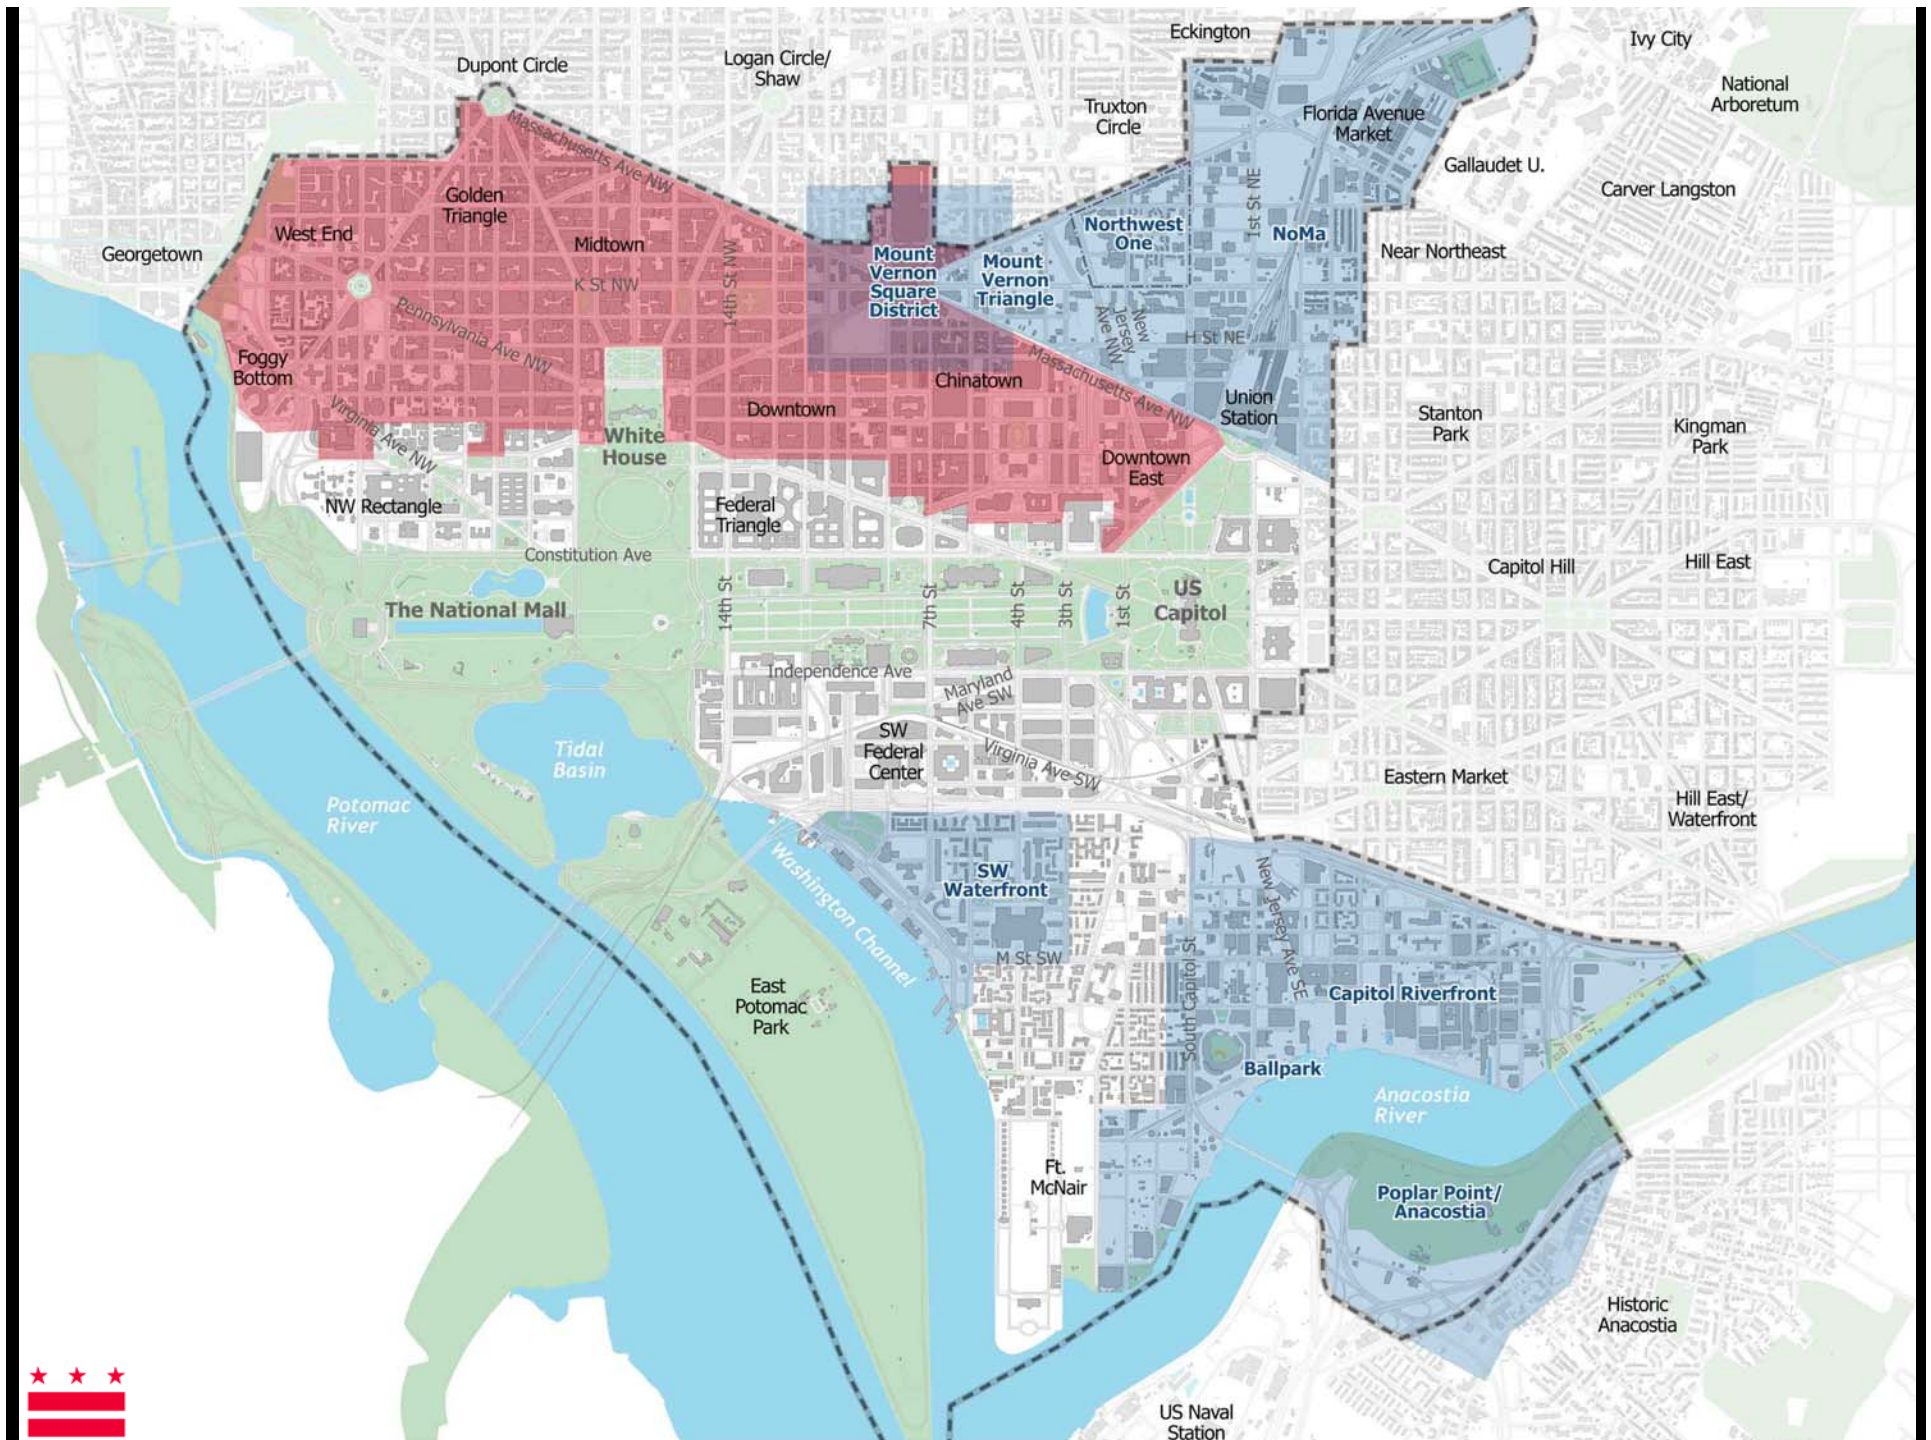 Eckington
Ivy City
Dupont Circle
Logan Circle/
Shaw
National
Arboretum
Truxton
Circle
Florida Avenue
Market
Massachusetts Ave NW
Gallaudet U.
Carver Langston
Golden
Triangle
West End
Midtown
Georgetown
K St NW
14th St NW
Mount
Vernon
Square
District
Mount
Vernon
Triangle
Northwest
One
1st St NE
NoMa
Near Northeast
Pennsylvania Ave NW
New
Jersey
Ave NW
H St NE
Foggy
Bottom
Massachusetts Ave NW
Chinatown
Downtown
Union
Station
Stanton
Park
Kingman
Park
Virginia Ave NW
White
House
Downtown
East
NW Rectangle
Federal
Triangle
Constitution Ave
Capitol Hill
Hill East
The National Mall
14th St
7th St
4th St
3th St
1st St
US
Capitol
Independence Ave
Maryland
Ave SW
SW
Federal
Center
Virginia Ave SW
Tidal
Basin
Eastern Market
Potomac
River
Hill East/
Waterfront
Washington Channel
SW
Waterfront
New Jersey Ave SE
M St SW
South Capitol St
East
Potomac
Park
Capitol Riverfront
Ballpark
Anacostia
River
Ft.
McNair
Poplar Point/
Anacostia
Historic
Anacostia
US Naval
Station